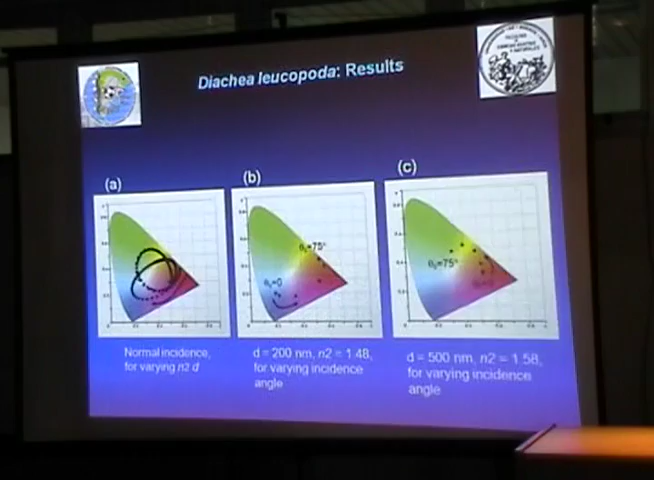 Diachea leucopoda: Results
(a)
(b)
(c)
θ₀=75°
θ₀=0
θ₀=75°
Normal incidence,
for varying n2 d
d = 200 nm, n2 = 1.48,
for varying incidence
angle
d = 500 nm, n2 = 1.58,
for varying incidence
angle